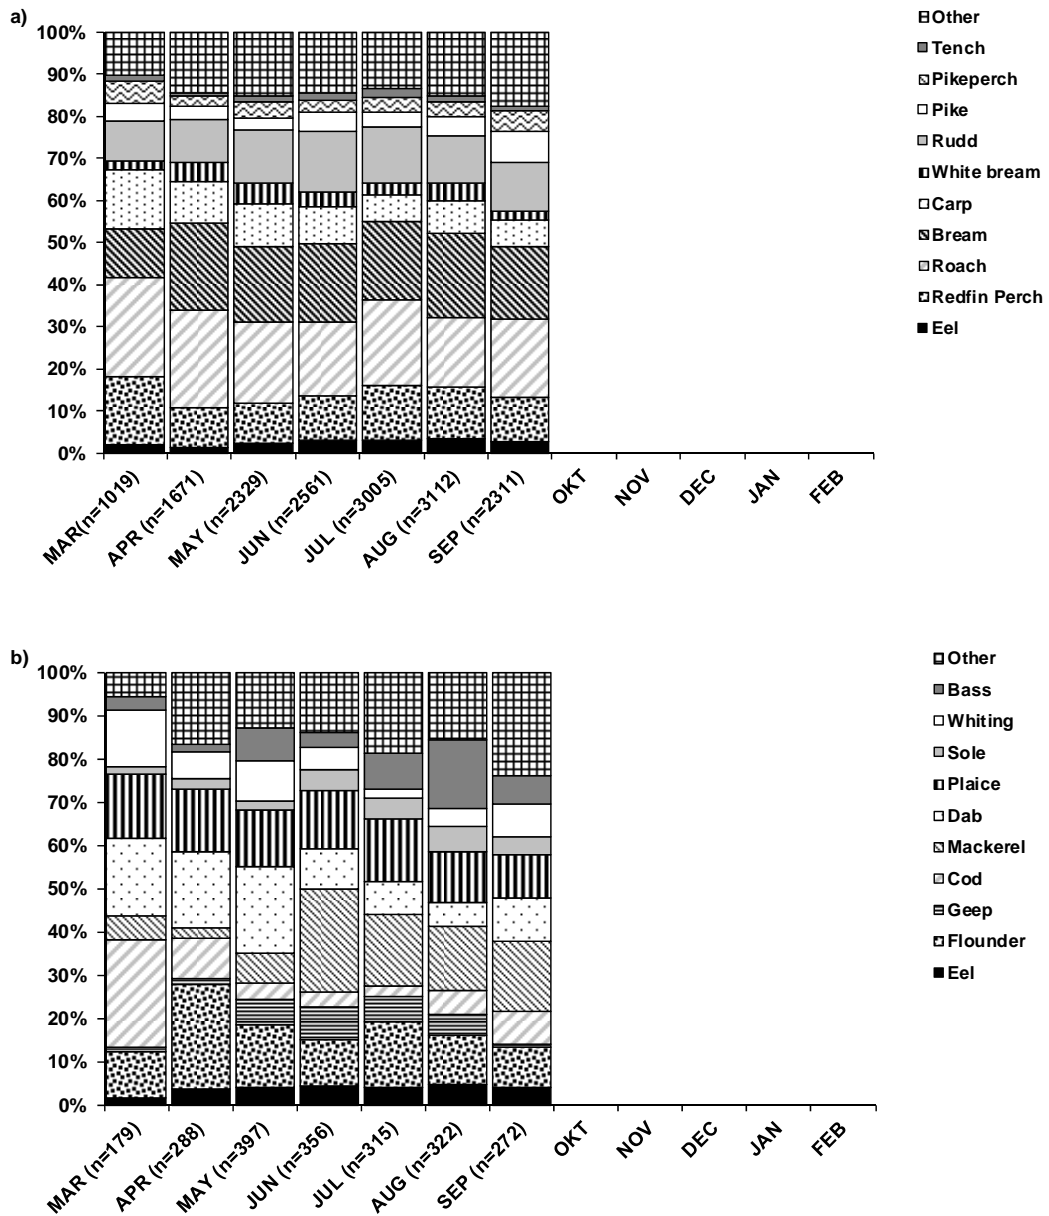 a)
100%
90%
80%
70%
60%
50%
40%
30%
20%
10%
0%
MAR(n=1019)
APR (n=1671)
MAY (n=2329)
JUN (n=2561)
JUL (n=3005)
AUG (n=3112)
SEP (n=2311)
OKT
NOV
DEC
JAN
FEB
Other
Tench
Pikeperch
Pike
Rudd
White bream
Carp
Bream
Roach
Redfin Perch
Eel
b)
100%
90%
80%
70%
60%
50%
40%
30%
20%
10%
0%
MAR (n=179)
APR (n=288)
MAY (n=397)
JUN (n=356)
JUL (n=315)
AUG (n=322)
SEP (n=272)
OKT
NOV
DEC
JAN
FEB
Other
Bass
Whiting
Sole
Plaice
Dab
Mackerel
Cod
Geep
Flounder
Eel